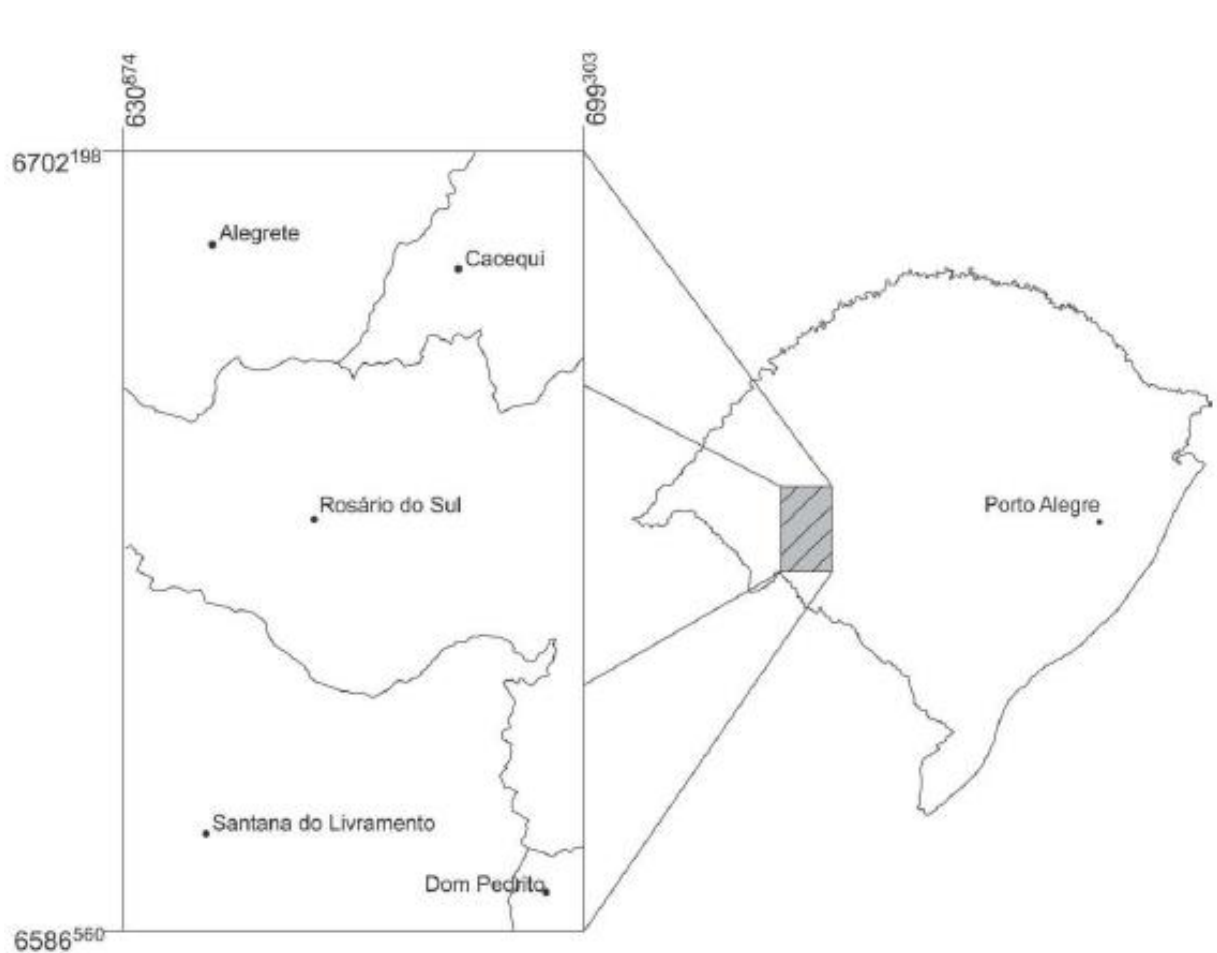 630874
699303
6702198
Alegrete
Cacequi
Rosário do Sul
Porto Alegre
Santana do Livramento
Dom Pedrito
6586560